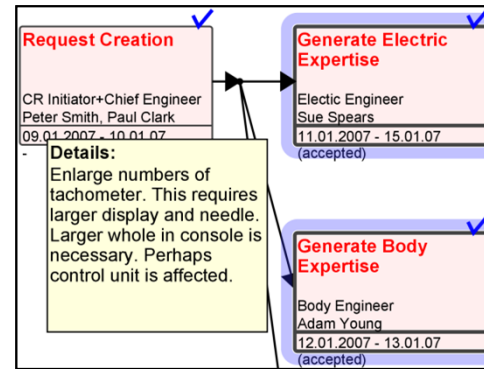 Request Creation
CR Initiator+Chief Engineer
Peter Smith, Paul Clark
09.01.2007 - 10.01.07
-
Details:
Enlarge numbers of
tachometer. This requires
larger display and needle.
Larger whole in console is
necessary. Perhaps
control unit is affected.
Generate Electric
Expertise
Electic Engineer
Sue Spears
11.01.2007 - 15.01.07
(accepted)
Generate Body
Expertise
Body Engineer
Adam Young
12.01.2007 - 13.01.07
(accepted)